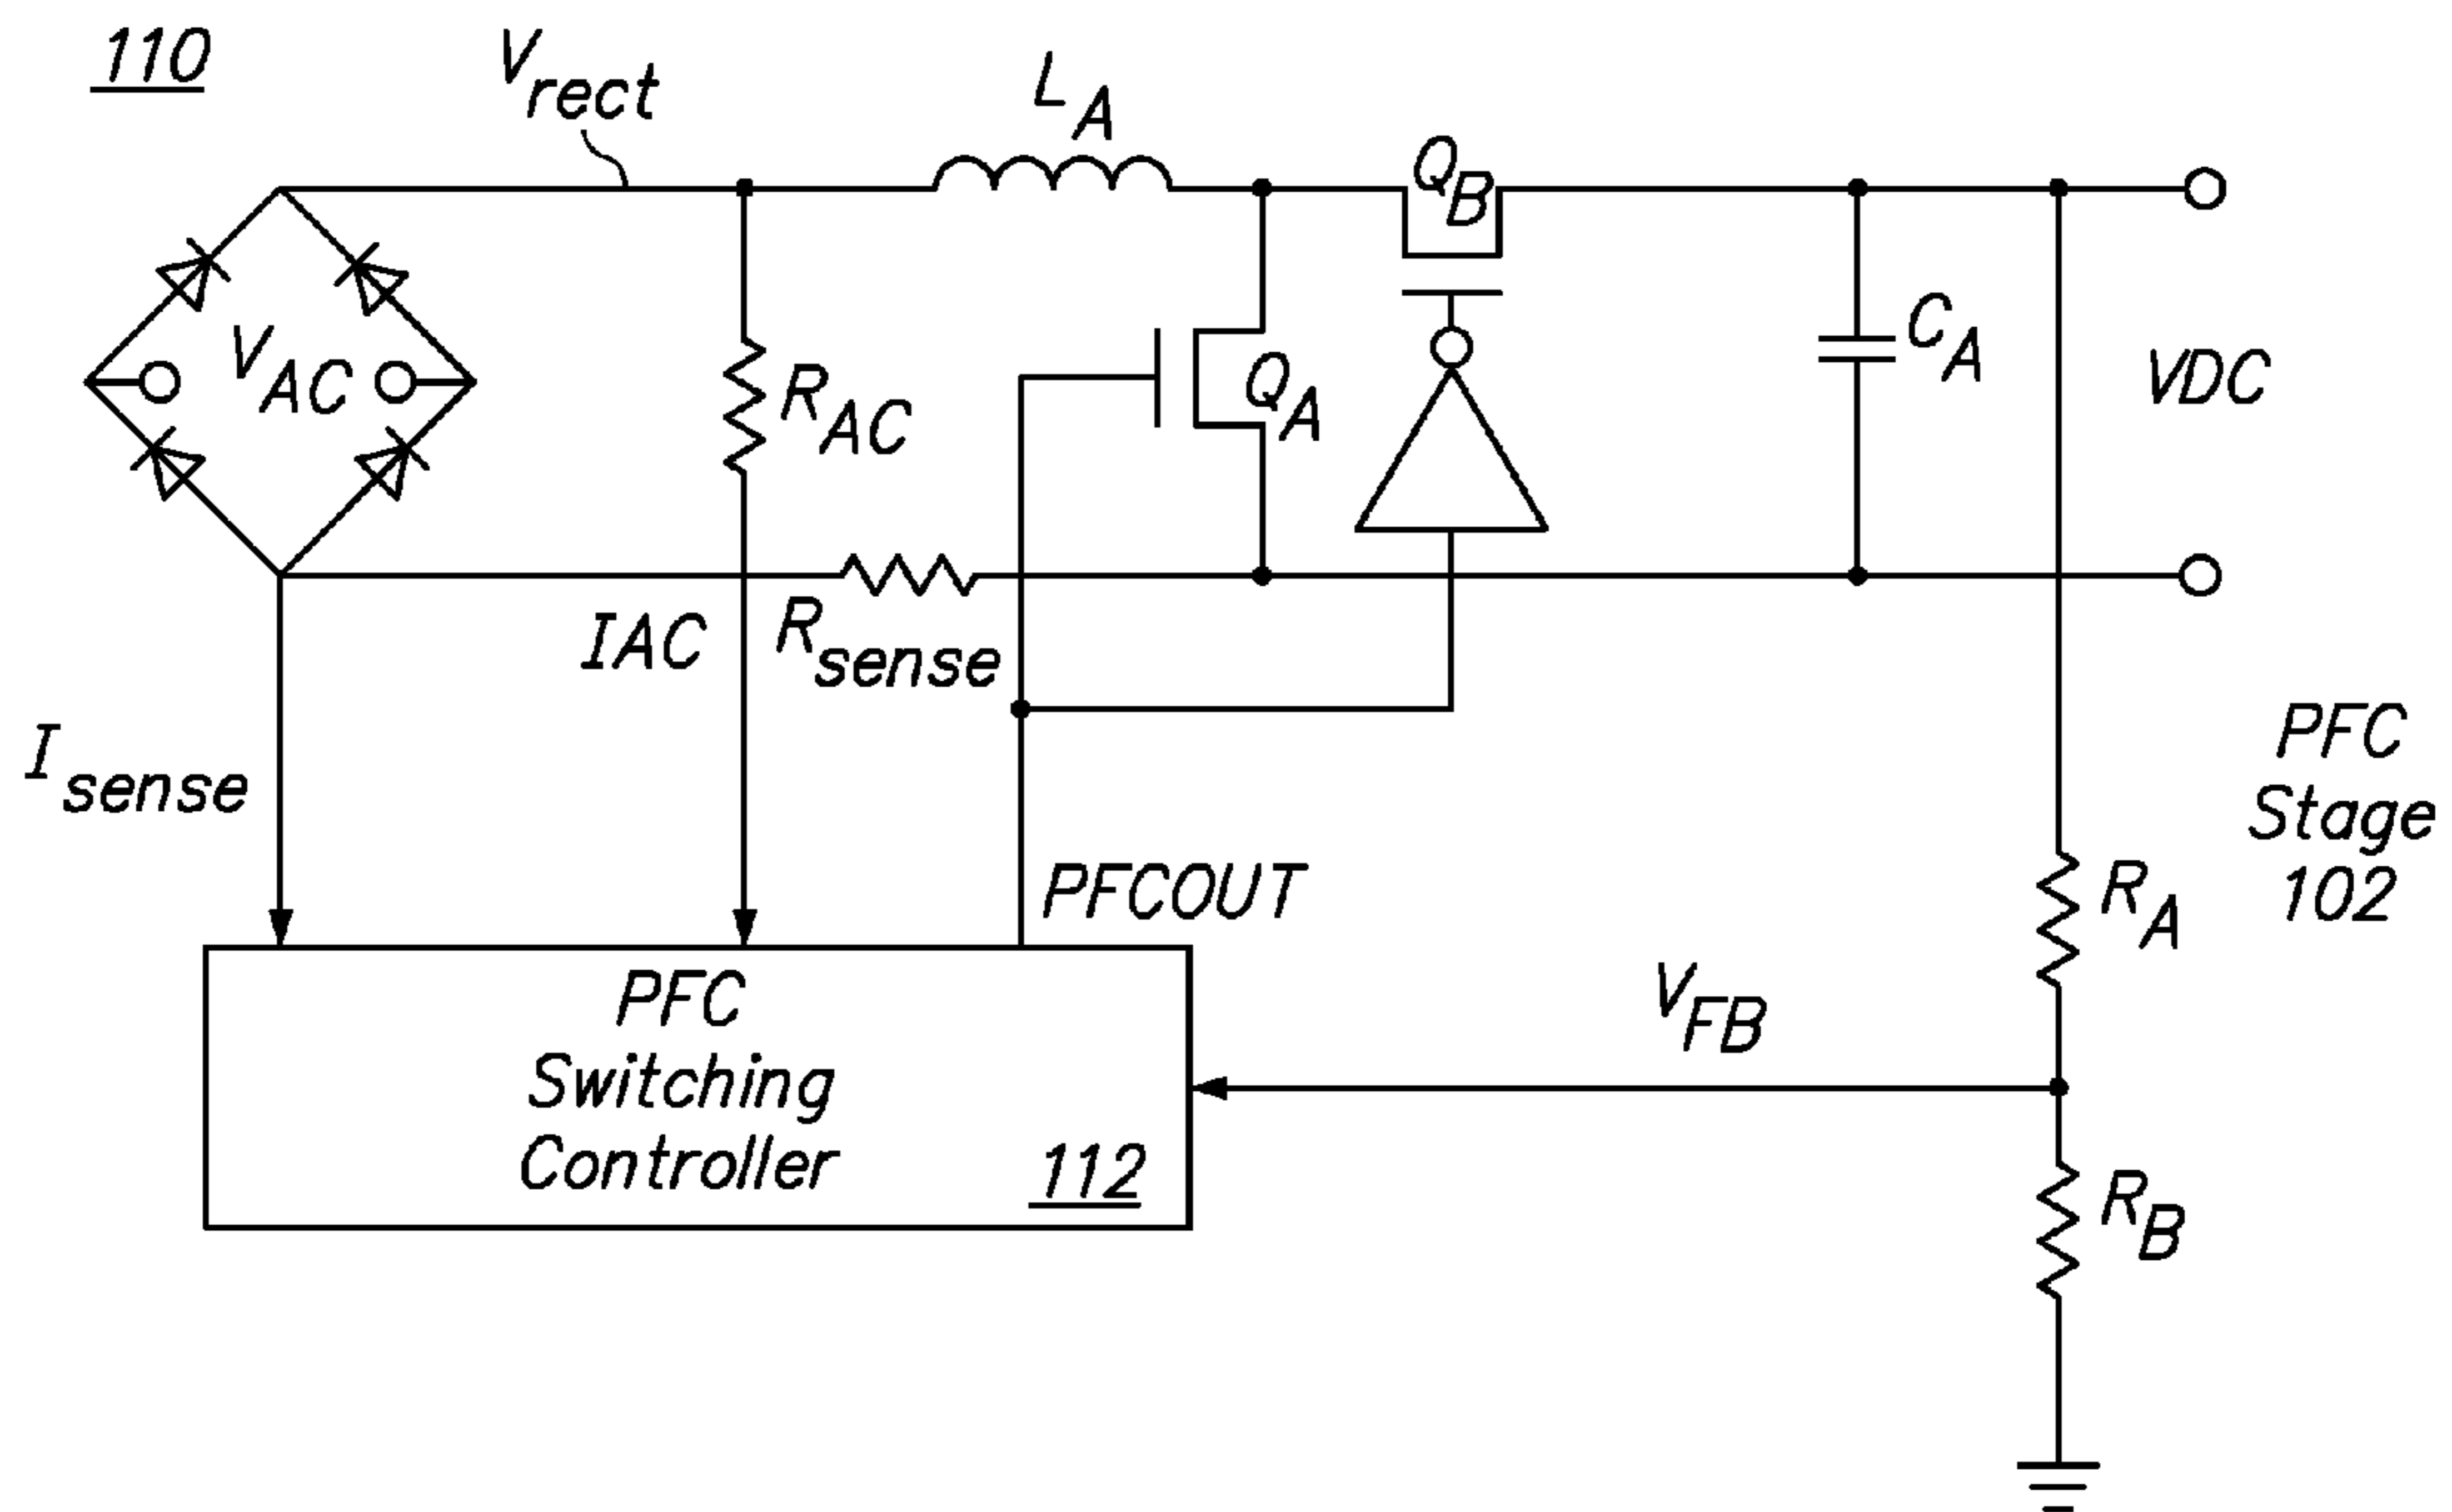 110
Vrect
LA
QB
VAC
RAC
QA
CA
VDC
IAC
Rsense
Isense
PFC
Stage
102
PFCOUT
RA
VFB
PFC
Switching
Controller
112
RB